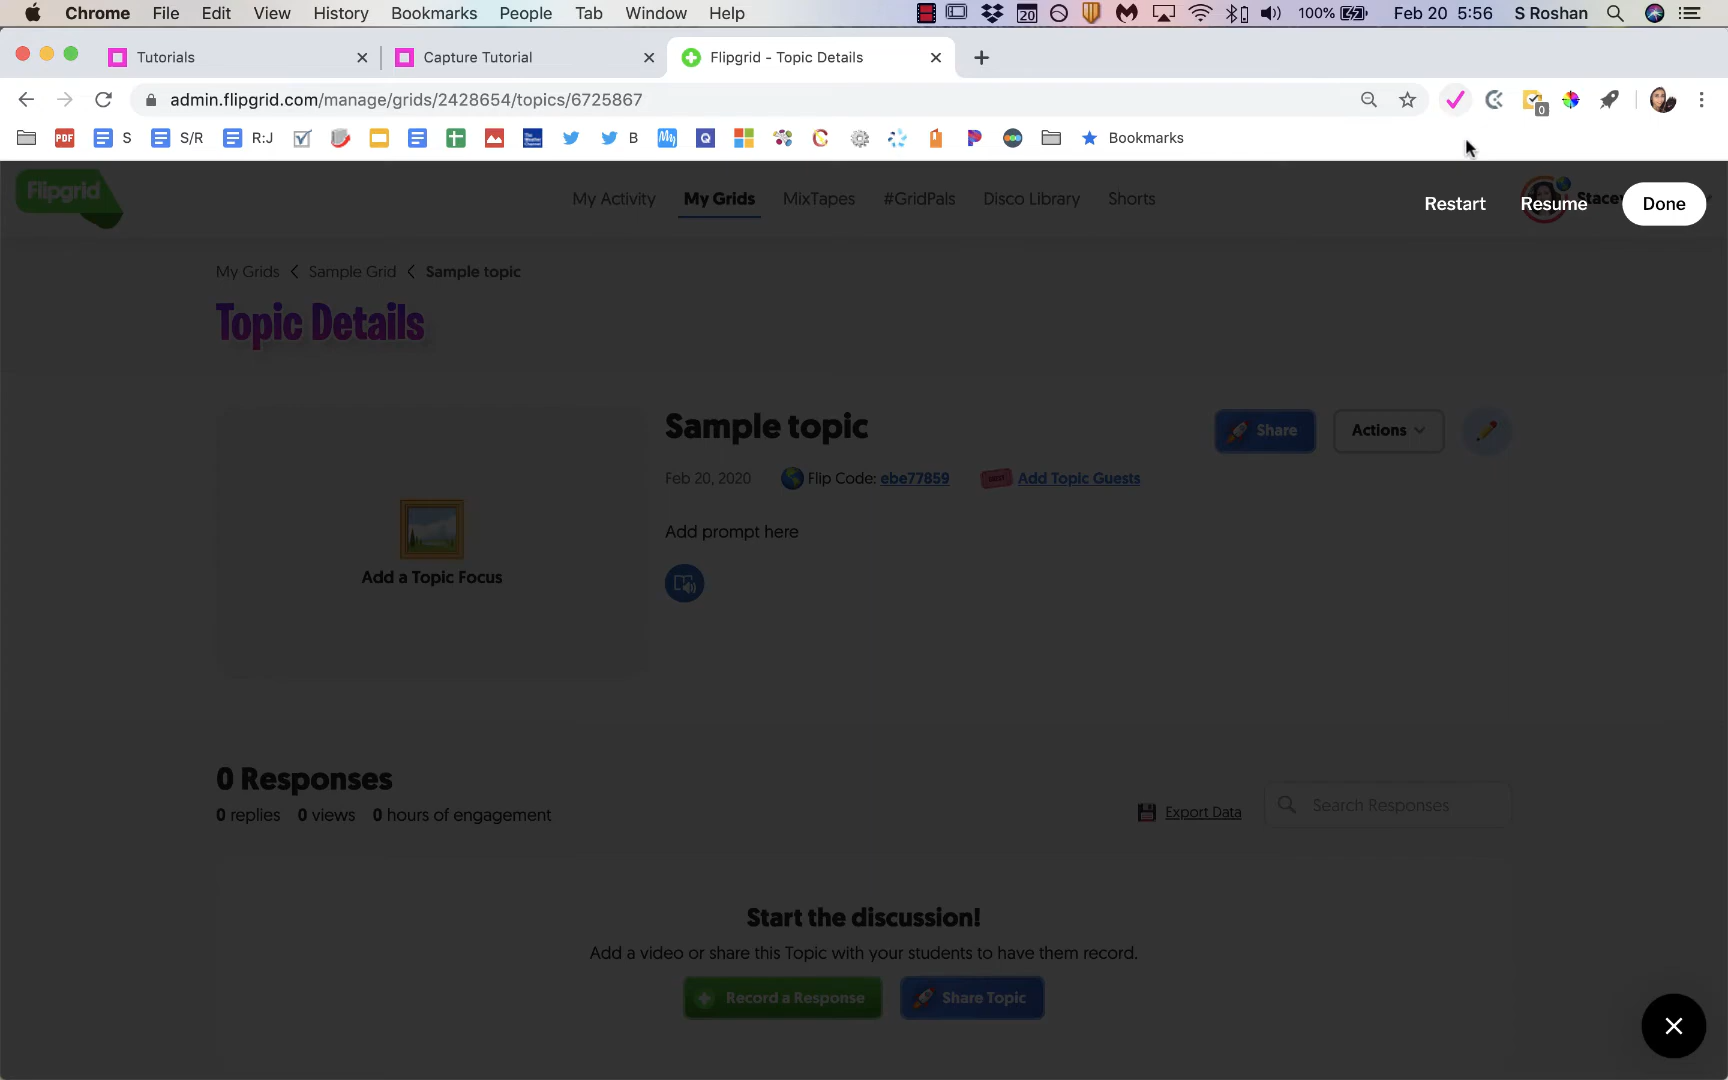 Chrome File Edit View History Bookmarks People Tab Window Help 20 100% Feb 20 5:56 S Roshan
Tutorials Capture Tutorial Flipgrid - Topic Details
admin.flipgrid.com/manage/grids/2428654/topics/6725867 0
PDF S S/R R:J B My Q Bookmarks
Flipgrid My Activity My Grids MixTapes #GridPals Disco Library Shorts Restart Resume Stace Done
My Grids Sample Grid Sample topic
Topic Details
Sample topic Share Actions
Feb 20, 2020 Flip Code: ebe77859 Add Topic Guests
Add prompt here
Add a Topic Focus
0 Responses
0 replies 0 views 0 hours of engagement Export Data Search Responses
Start the discussion!
Add a video or share this Topic with your students to have them record.
Record a Response Share Topic